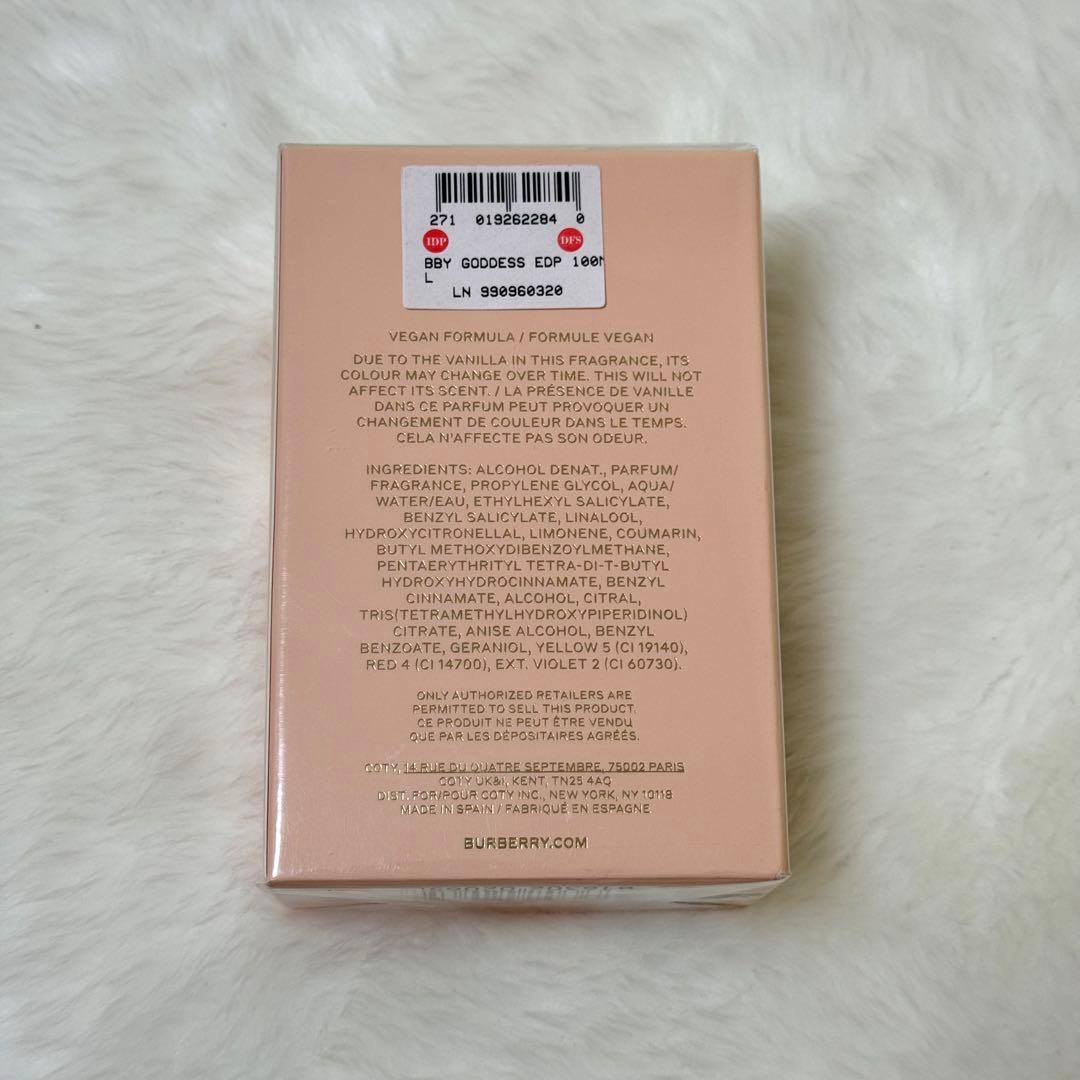 271 019262284 0
IDP DFS
BBY GODDESS EDP 100M
L
LN 990960320
VEGAN FORMULA / FORMULE VEGAN
DUE TO THE VANILLA IN THIS FRAGRANCE, ITS
COLOUR MAY CHANGE OVER TIME. THIS WILL NOT
AFFECT ITS SCENT. / LA PRÉSENCE DE VANILLE
DANS CE PARFUM PEUT PROVOQUER UN
CHANGEMENT DE COULEUR DANS LE TEMPS.
CELA N'AFFECTE PAS SON ODEUR.
INGREDIENTS: ALCOHOL DENAT., PARFUM/
FRAGRANCE, PROPYLENE GLYCOL, AQUA/
WATER/EAU, ETHYLHEXYL SALICYLATE,
BENZYL SALICYLATE, LINALOOL,
HYDROXYCITRONELLAL, LIMONENE, COUMARIN,
BUTYL METHOXYDIBENZOYLMETHANE,
PENTAERYTHRITYL TETRA-DI-T-BUTYL
HYDROXYHYDROCINNAMATE, BENZYL
CINNAMATE, ALCOHOL, CITRAL,
TRIS(TETRAMETHYLHYDROXYPIPERIDINOL)
CITRATE, ANISE ALCOHOL, BENZYL
BENZOATE, GERANIOL, YELLOW 5 (CI 19140),
RED 4 (CI 14700), EXT. VIOLET 2 (CI 60730).
ONLY AUTHORIZED RETAILERS ARE
PERMITTED TO SELL THIS PRODUCT.
CE PRODUIT NE PEUT ÊTRE VENDU
QUE PAR LES DÉPOSITAIRES AGRÉÉS.
COTY, 14 RUE DU QUATRE SEPTEMBRE, 75002 PARIS
COTY UK&I, KENT, TN25 4AQ
DIST. FOR/POUR COTY INC., NEW YORK, NY 10118
MADE IN SPAIN / FABRIQUÉ EN ESPAGNE
BURBERRY.COM